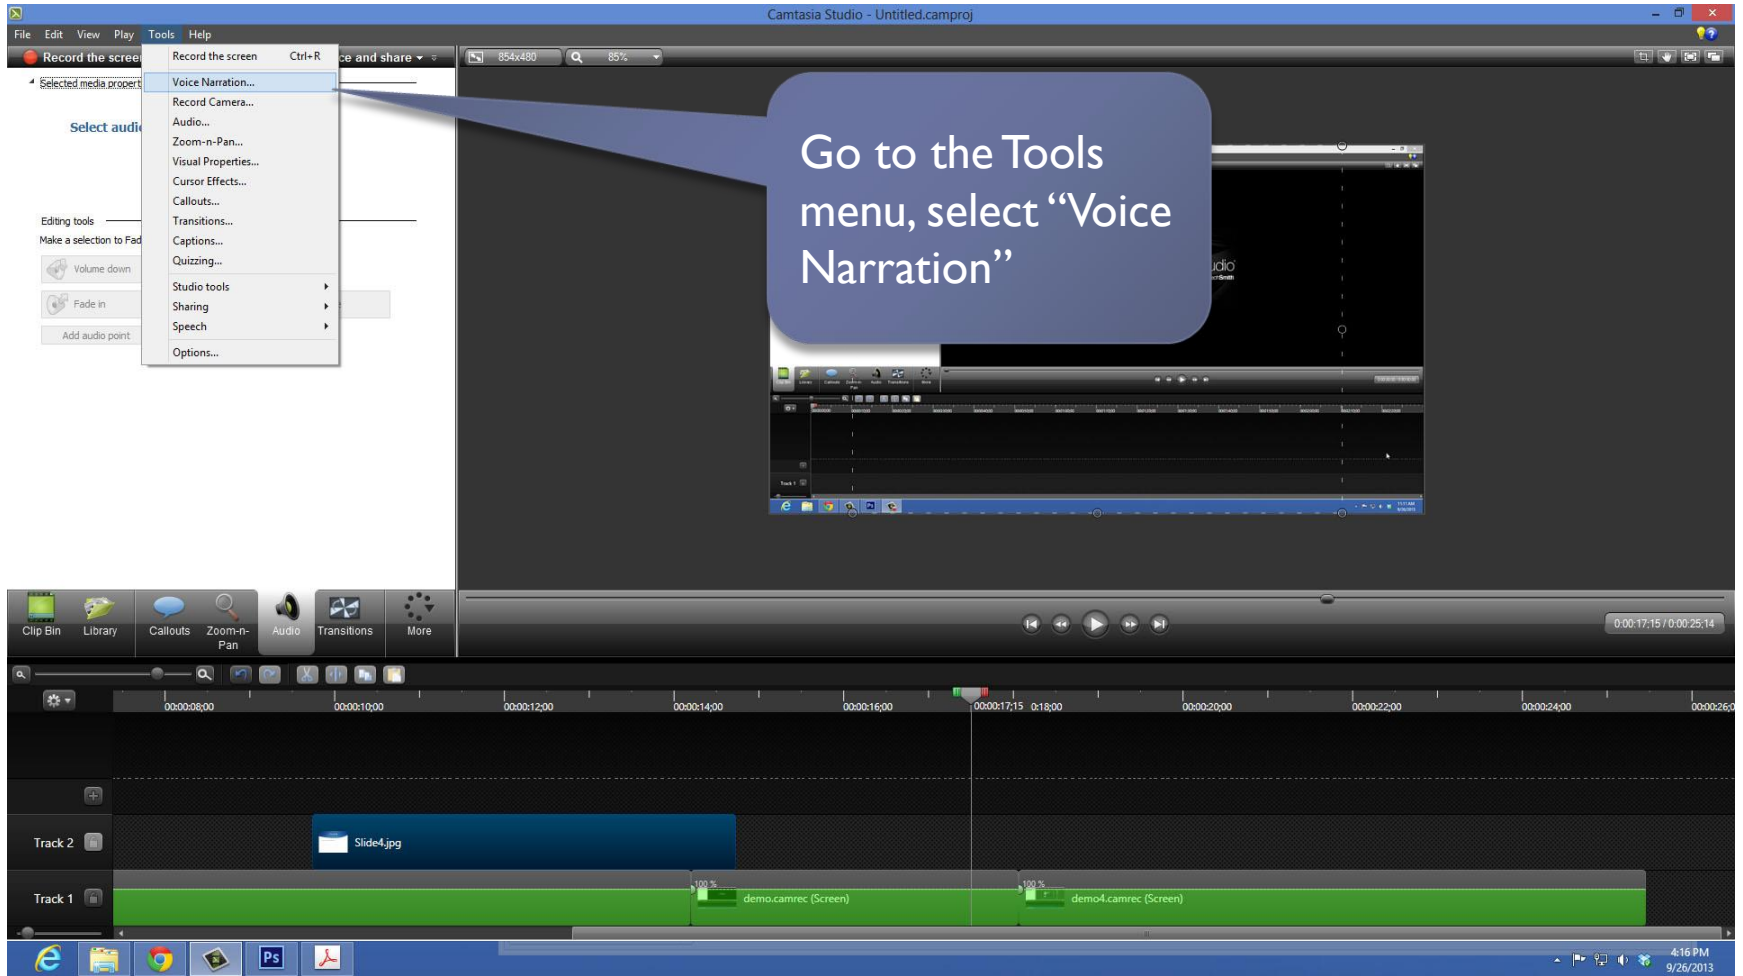 Camtasia Studio - Untitled.camproj
File Edit View Play Tools Help
Record the scree
ce and share
854x480
85%
Record the screen Ctrl+R
Voice Narration...
Record Camera...
Audio...
Zoom-n-Pan...
Visual Properties...
Cursor Effects...
Callouts...
Transitions...
Captions...
Quizzing...
Studio tools
Sharing
Speech
Options...
Selected media propert
Select audi
Editing tools
Make a selection to Fad
Volume down
Fade in
Add audio point
Go to the Tools
menu, select “Voice
Narration”
Clip Bin Library Callouts Zoom-n-Pan Audio Transitions More
0:00:17;15 / 0:00:25;14
00:00:08;00 00:00:10;00 00:00:12;00 00:00:14;00 00:00:16;00 00:00:17;15 0:18;00 00:00:20;00 00:00:22;00 00:00:24;00 00:00:26;0
Track 2
Slide4.jpg
100 %
100 %
Track 1
demo.camrec (Screen)
demo4.camrec (Screen)
Ps
4:16 PM
9/26/2013